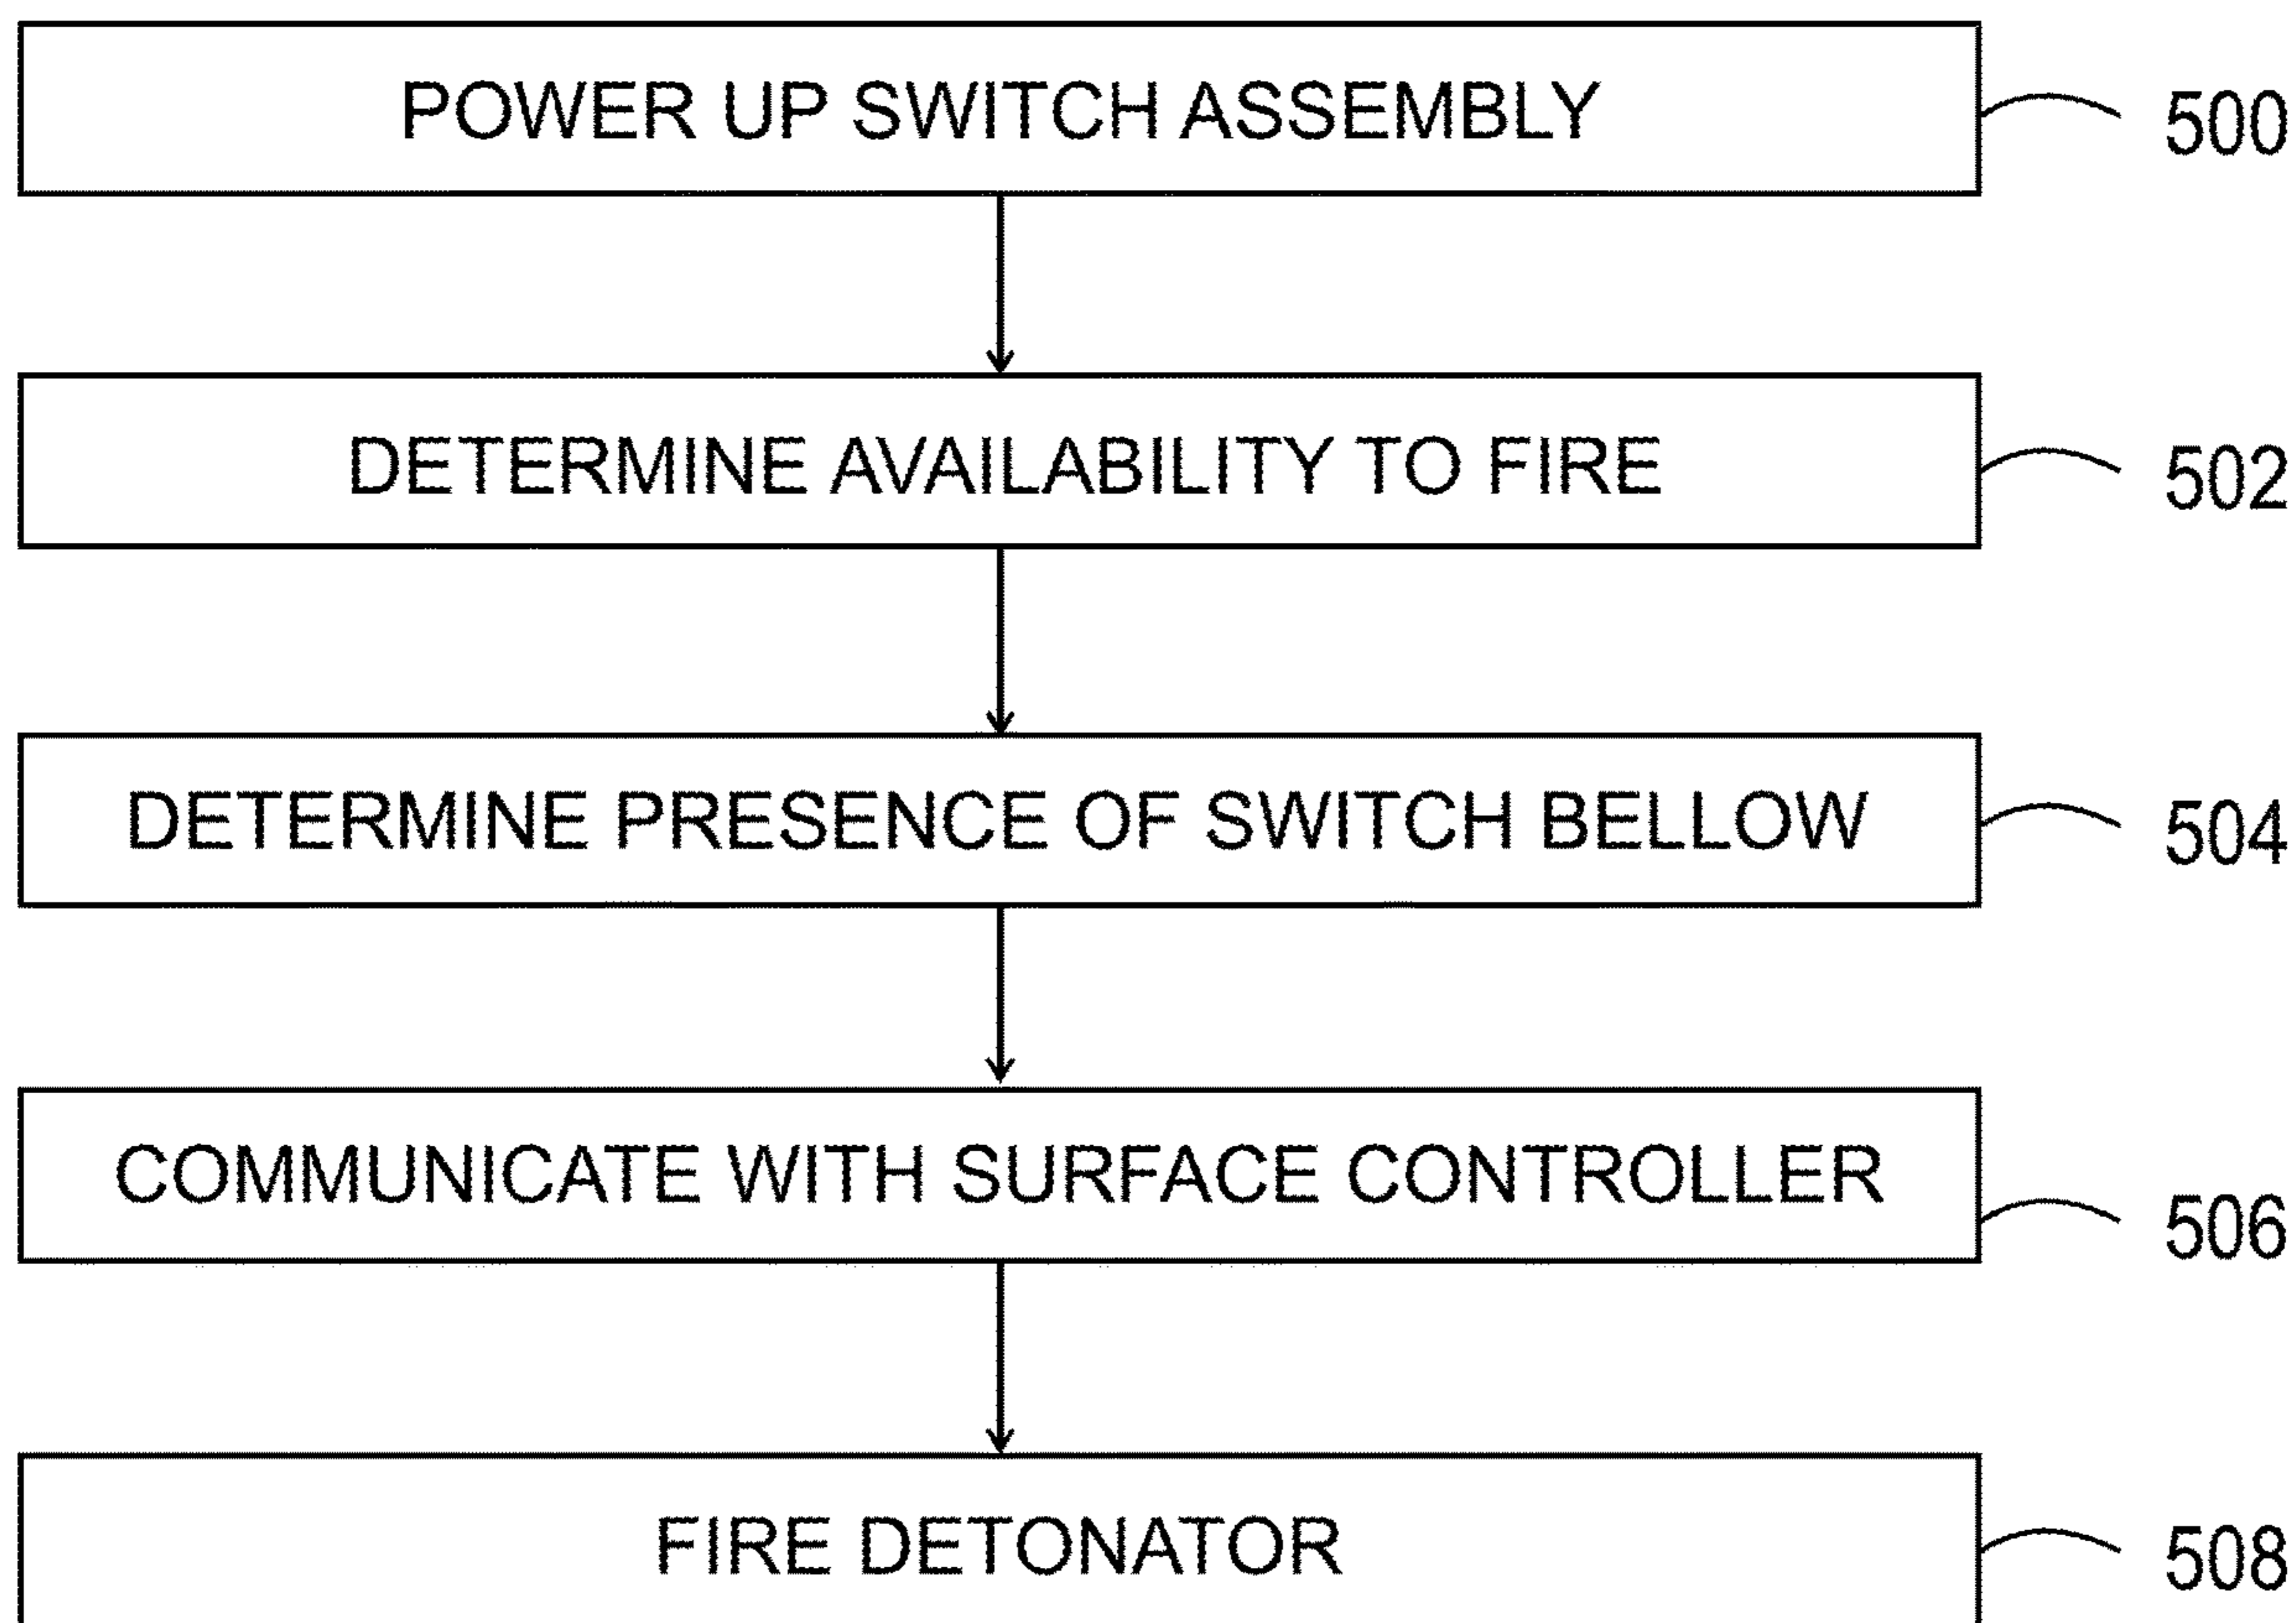 POWER UP SWITCH ASSEMBLY 500
DETERMINE AVAILABILITY TO FIRE 502
DETERMINE PRESENCE OF SWITCH BELLOW 504
COMMUNICATE WITH SURFACE CONTROLLER 506
FIRE DETONATOR 508